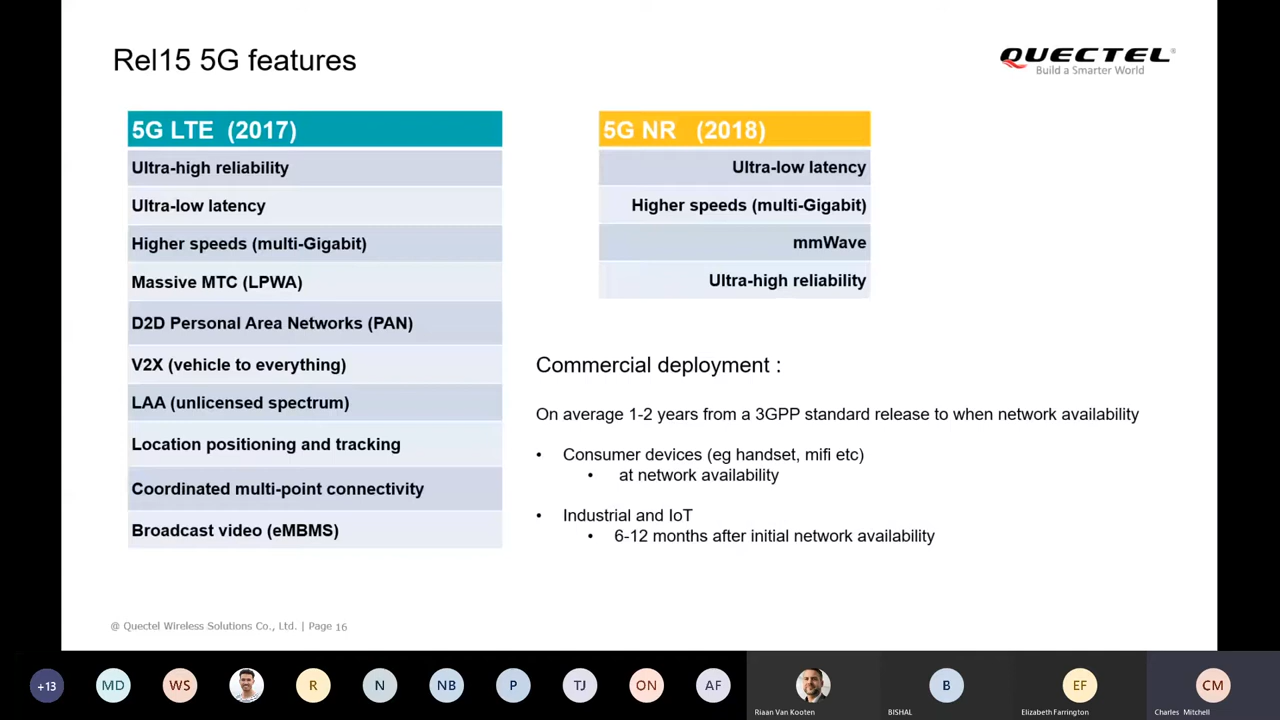 Rel15 5G features
QUECTEL
Build a Smarter World
5G LTE (2017)
Ultra-high reliability
Ultra-low latency
Higher speeds (multi-Gigabit)
Massive MTC (LPWA)
D2D Personal Area Networks (PAN)
V2X (vehicle to everything)
LAA (unlicensed spectrum)
Location positioning and tracking
Coordinated multi-point connectivity
Broadcast video (eMBMS)
5G NR (2018)
Ultra-low latency
Higher speeds (multi-Gigabit)
mmWave
Ultra-high reliability
Commercial deployment :
On average 1-2 years from a 3GPP standard release to when network availability
• Consumer devices (eg handset, mifi etc)
• at network availability
• Industrial and IoT
• 6-12 months after initial network availability
@ Quectel Wireless Solutions Co., Ltd. | Page 16
+13
MD
WS
R
N
NB
P
TJ
ON
AF
Riaan Van Kooten
B
BISHAL
EF
Elizabeth Farrington
CM
Charles Mitchell